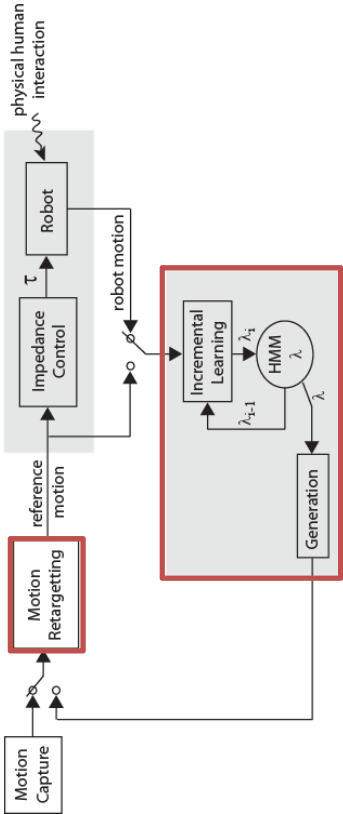 Motion
Capture
Motion
Retargetting
reference
motion
Impedance
Control
τ
Robot
physical human
interaction
robot motion
Incremental
Learning
λi-1
λi
HMM
λ
λ
Generation